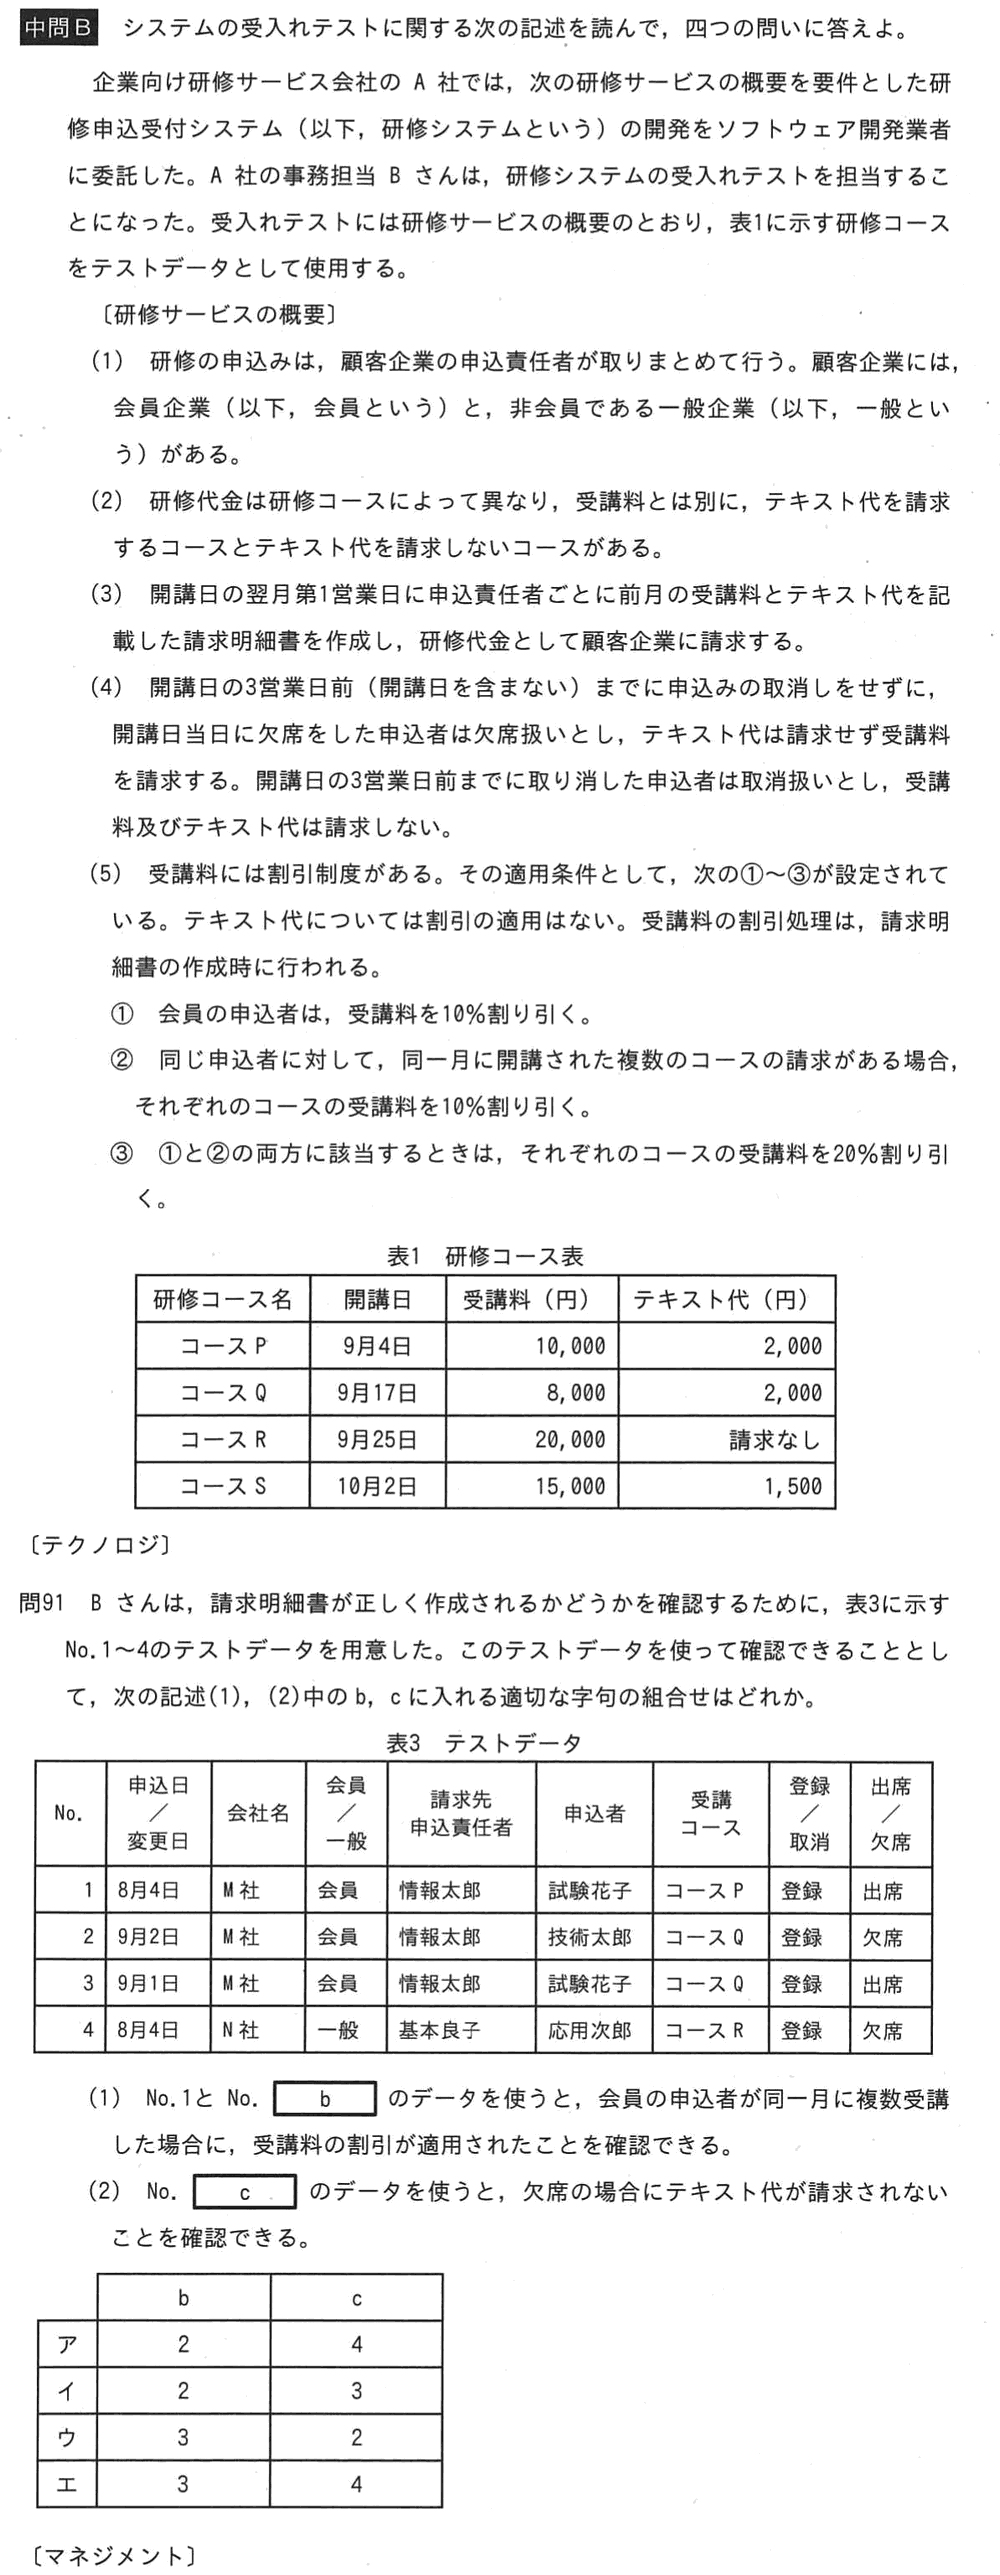 中問B システムの受入れテストに関する次の記述を読んで，四つの問いに答えよ。
企業向け研修サービス会社の A 社では，次の研修サービスの概要を要件とした研
修申込受付システム（以下，研修システムという）の開発をソフトウェア開発業者
に委託した。A 社の事務担当 B さんは，研修システムの受入れテストを担当するこ
とになった。受入れテストには研修サービスの概要のとおり，表1に示す研修コース
をテストデータとして使用する。
〔研修サービスの概要〕
(1) 研修の申込みは，顧客企業の申込責任者が取りまとめて行う。顧客企業には，
会員企業（以下，会員という）と，非会員である一般企業（以下，一般とい
う）がある。
(2) 研修代金は研修コースによって異なり，受講料とは別に，テキスト代を請求
するコースとテキスト代を請求しないコースがある。
(3) 開講日の翌月第1営業日に申込責任者ごとに前月の受講料とテキスト代を記
載した請求明細書を作成し，研修代金として顧客企業に請求する。
(4) 開講日の3営業日前（開講日を含まない）までに申込みの取消しをせずに，
開講日当日に欠席をした申込者は欠席扱いとし，テキスト代は請求せず受講料
を請求する。開講日の3営業日前までに取り消した申込者は取消扱いとし，受講
料及びテキスト代は請求しない。
(5) 受講料には割引制度がある。その適用条件として，次の①～③が設定されて
いる。テキスト代については割引の適用はない。受講料の割引処理は，請求明
細書の作成時に行われる。
① 会員の申込者は，受講料を10％割り引く。
② 同じ申込者に対して，同一月に開講された複数のコースの請求がある場合，
それぞれのコースの受講料を10％割り引く。
③ ①と②の両方に該当するときは，それぞれのコースの受講料を20％割り引
く。
表1 研修コース表
研修コース名 開講日 受講料（円） テキスト代（円）
コースP 9月4日 10,000 2,000
コースQ 9月17日 8,000 2,000
コースR 9月25日 20,000 請求なし
コースS 10月2日 15,000 1,500
〔テクノロジ〕
問91 B さんは，請求明細書が正しく作成されるかどうかを確認するために，表3に示す
No.1～4のテストデータを用意した。このテストデータを使って確認できることとし
て，次の記述(1)，(2)中の b，c に入れる適切な字句の組合せはどれか。
表3 テストデータ
No. 申込日／変更日 会社名 会員／一般 請求先申込責任者 申込者 受講コース 登録／取消 出席／欠席
1 8月4日 M社 会員 情報太郎 試験花子 コースP 登録 出席
2 9月2日 M社 会員 情報太郎 技術太郎 コースQ 登録 欠席
3 9月1日 M社 会員 情報太郎 試験花子 コースQ 登録 出席
4 8月4日 N社 一般 基本良子 応用次郎 コースR 登録 欠席
(1) No.1と No. b のデータを使うと，会員の申込者が同一月に複数受講
した場合に，受講料の割引が適用されたことを確認できる。
(2) No. c のデータを使うと，欠席の場合にテキスト代が請求されない
ことを確認できる。
b c
ア 2 4
イ 2 3
ウ 3 2
エ 3 4
〔マネジメント〕